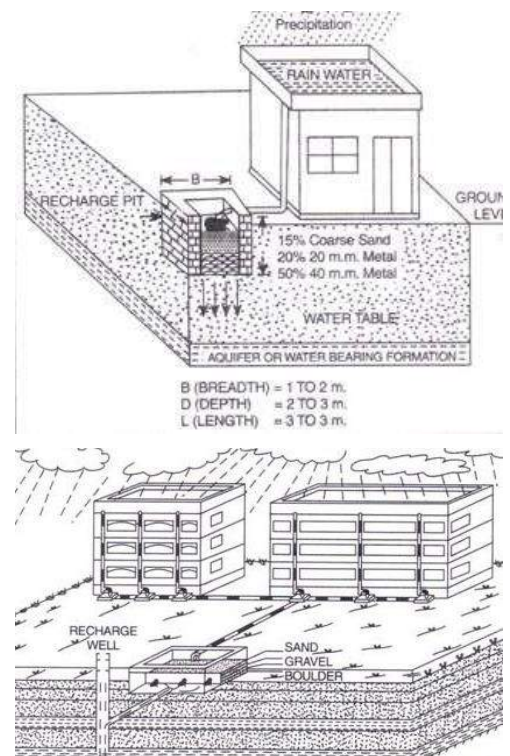 Precipitation
RAIN WATER
B
RECHARGE PIT
GROUN
LEVE
15% Coarse Sand
20% 20 m.m. Metal
50% 40 m.m. Metal
WATER TABLE
AQUIFER OR WATER BEARING FORMATION
B (BREADTH) = 1 TO 2 m.
D (DEPTH) = 2 TO 3 m.
L (LENGTH) = 3 TO 3 m.
RECHARGE
WELL
SAND
GRAVEL
BOULDER